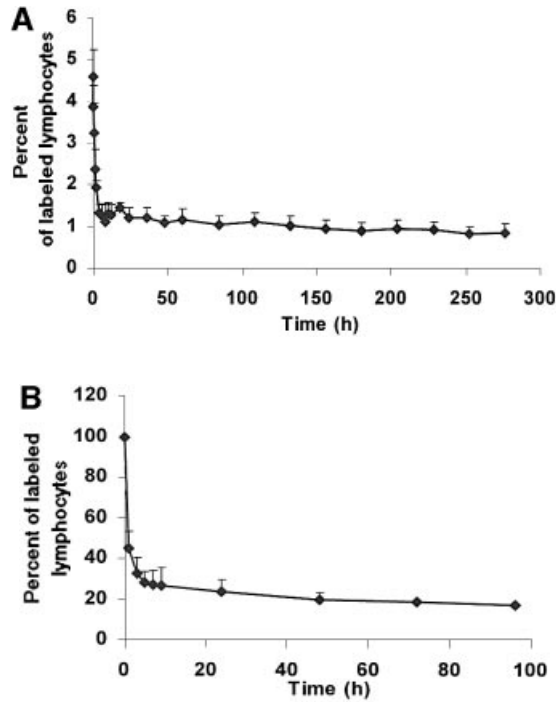 A
Percent
of labeled lymphocytes
6
5
4
3
2
1
0
0 50 100 150 200 250 300
Time (h)
B
Percent of labeled
lymphocytes
120
100
80
60
40
20
0
0 20 40 60 80 100
Time (h)